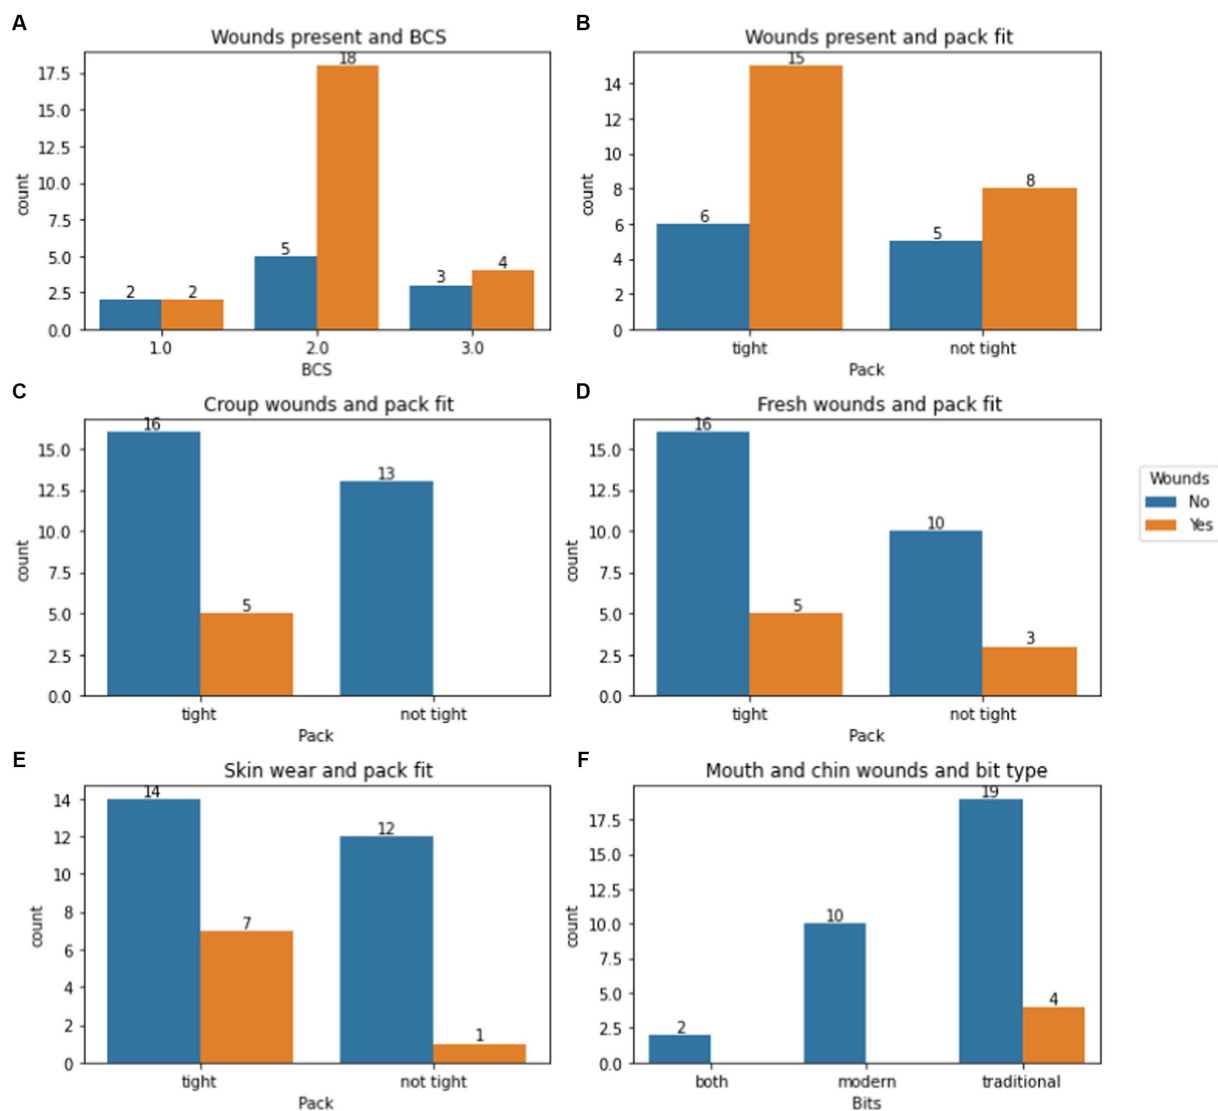 A
Wounds present and BCS
18
17.5
15.0
12.5
10.0
7.5
5.0
2.5
0.0
count
2
2
5
3
4
1.0 2.0 3.0
BCS
B
Wounds present and pack fit
15
14
12
10
8
6
4
2
0
count
6
5
8
tight not tight
Pack
C
Croup wounds and pack fit
16
15.0
12.5
10.0
7.5
5.0
2.5
0.0
count
5
13
tight not tight
Pack
D
Fresh wounds and pack fit
16
15.0
12.5
10.0
7.5
5.0
2.5
0.0
count
5
10
3
tight not tight
Pack
Wounds
No
Yes
E
Skin wear and pack fit
14
14
12
10
8
6
4
2
0
count
7
12
1
tight not tight
Pack
F
Mouth and chin wounds and bit type
19
17.5
15.0
12.5
10.0
7.5
5.0
2.5
0.0
count
2
10
4
both modern traditional
Bits